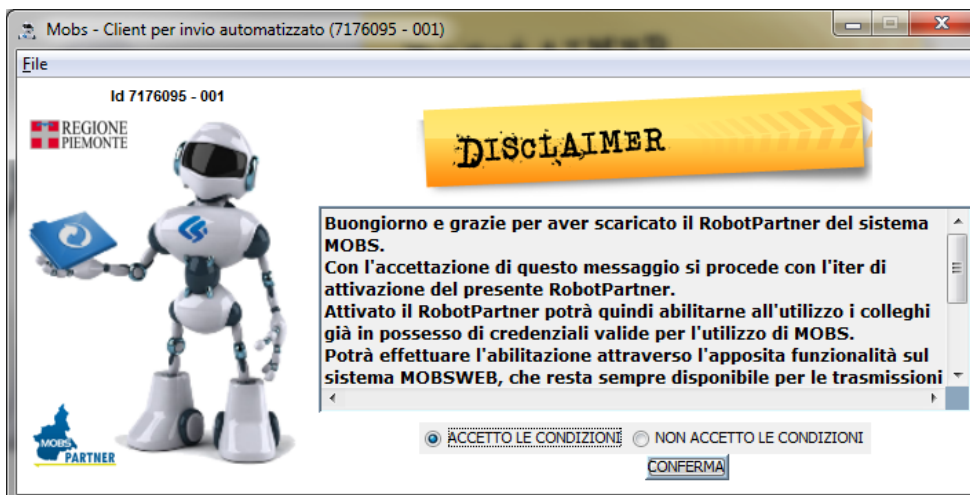 Mobs - Client per invio automatizzato (7176095 - 001)
File
Id 7176095 - 001
REGIONE
PIEMONTE
DISCLAIMER
Buongiorno e grazie per aver scaricato il RobotPartner del sistema
MOBS.
Con l'accettazione di questo messaggio si procede con l'iter di
attivazione del presente RobotPartner.
Attivato il RobotPartner potrà quindi abilitarne all'utilizzo i colleghi
già in possesso di credenziali valide per l'utilizzo di MOBS.
Potrà effettuare l'abilitazione attraverso l'apposita funzionalità sul
sistema MOBSWEB, che resta sempre disponibile per le trasmissioni
MOBS
PARTNER
ACCETTO LE CONDIZIONI NON ACCETTO LE CONDIZIONI
CONFERMA